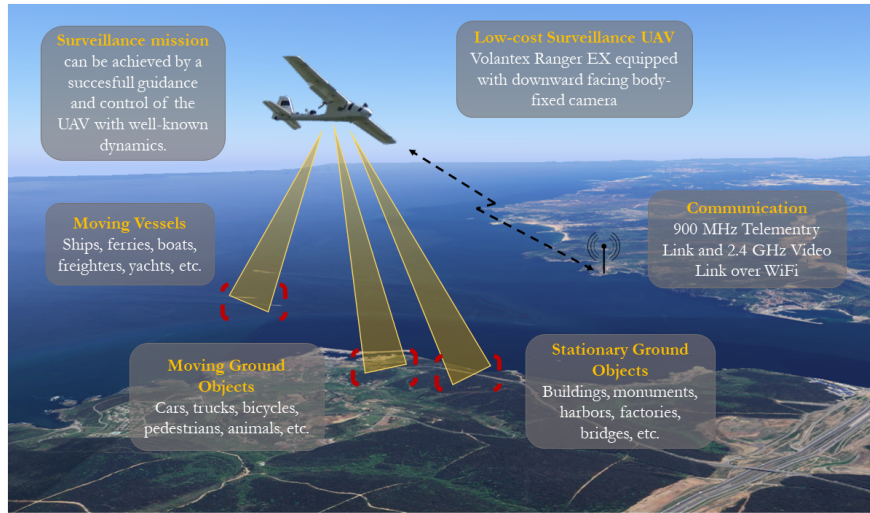 Surveillance mission
can be achieved by a
succesfull guidance
and control of the
UAV with well-known
dynamics.
Low-cost Surveillance UAV
Volantex Ranger EX equipped
with downward facing body-
fixed camera
Moving Vessels
Ships, ferries, boats,
freighters, yachts, etc.
Communication
900 MHz Telementry
Link and 2.4 GHz Video
Link over WiFi
Moving Ground
Objects
Cars, trucks, bicycles,
pedestrians, animals, etc.
Stationary Ground
Objects
Buildings, monuments,
harbors, factories,
bridges, etc.